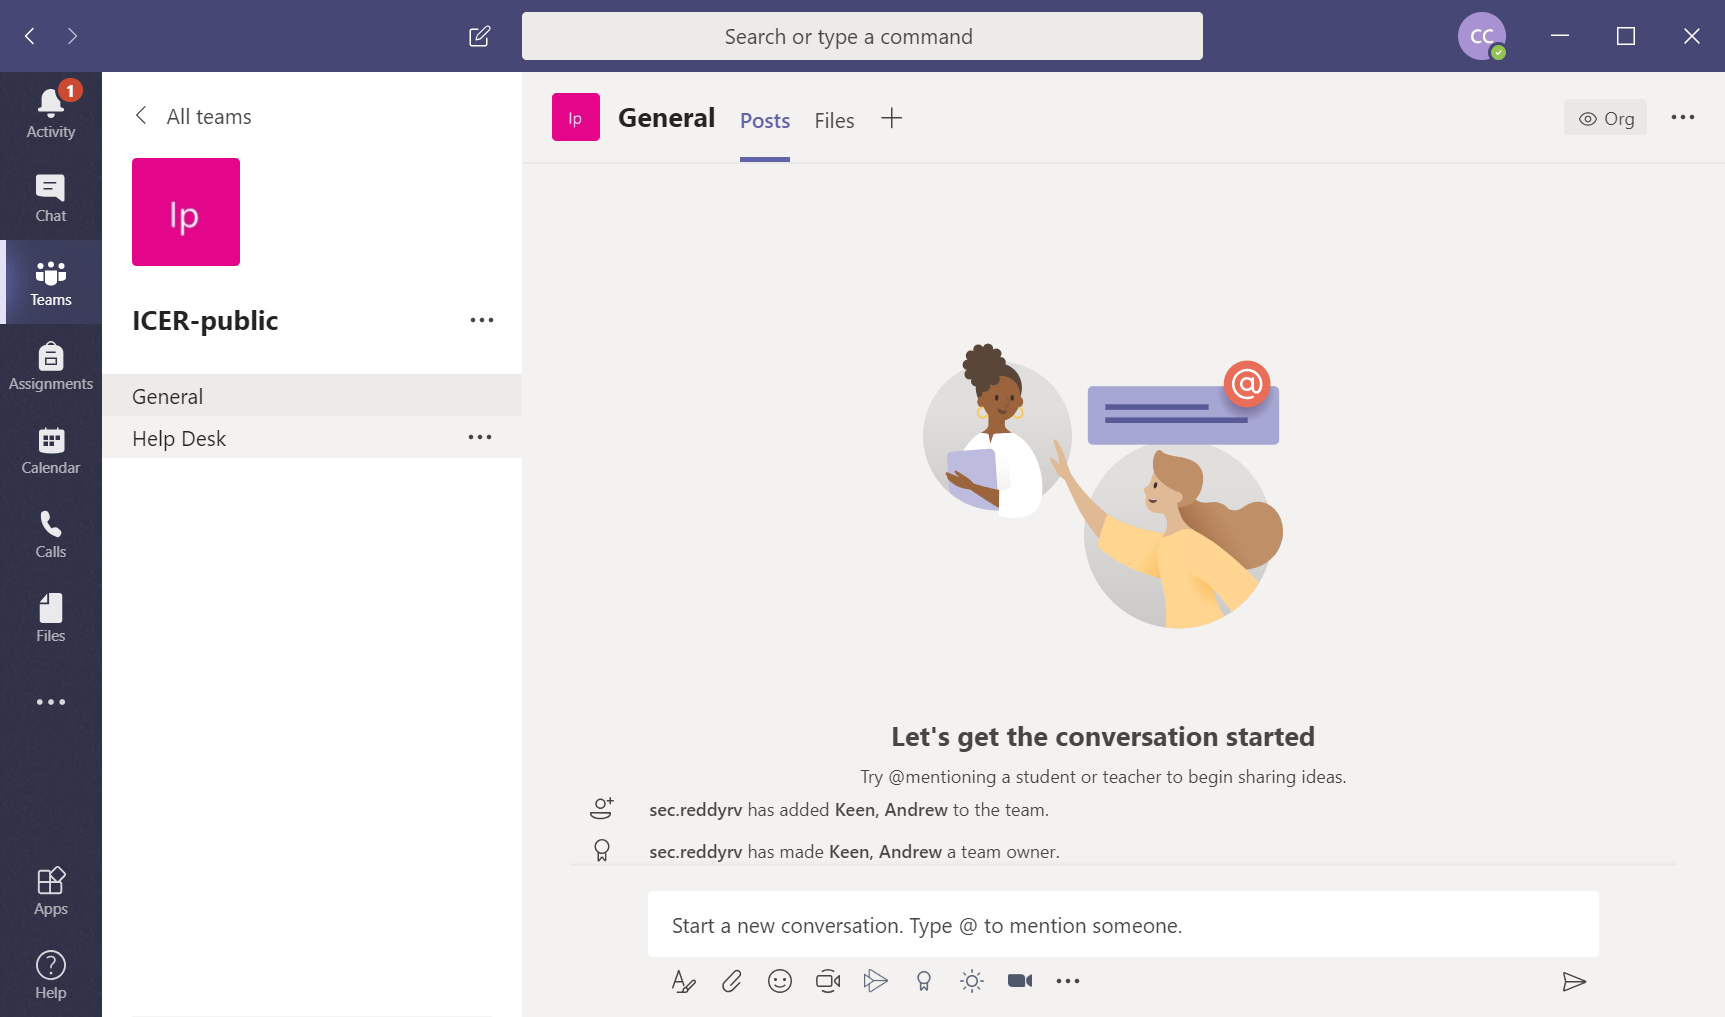 Search or type a command
CC
1
Activity
Chat
Teams
Assignments
Calendar
Calls
Files
Apps
Help
All teams
Ip
ICER-public
General
Help Desk
Ip
General
Posts
Files
Org
@
Let's get the conversation started
Try @mentioning a student or teacher to begin sharing ideas.
sec.reddyrv has added Keen, Andrew to the team.
sec.reddyrv has made Keen, Andrew a team owner.
Start a new conversation. Type @ to mention someone.